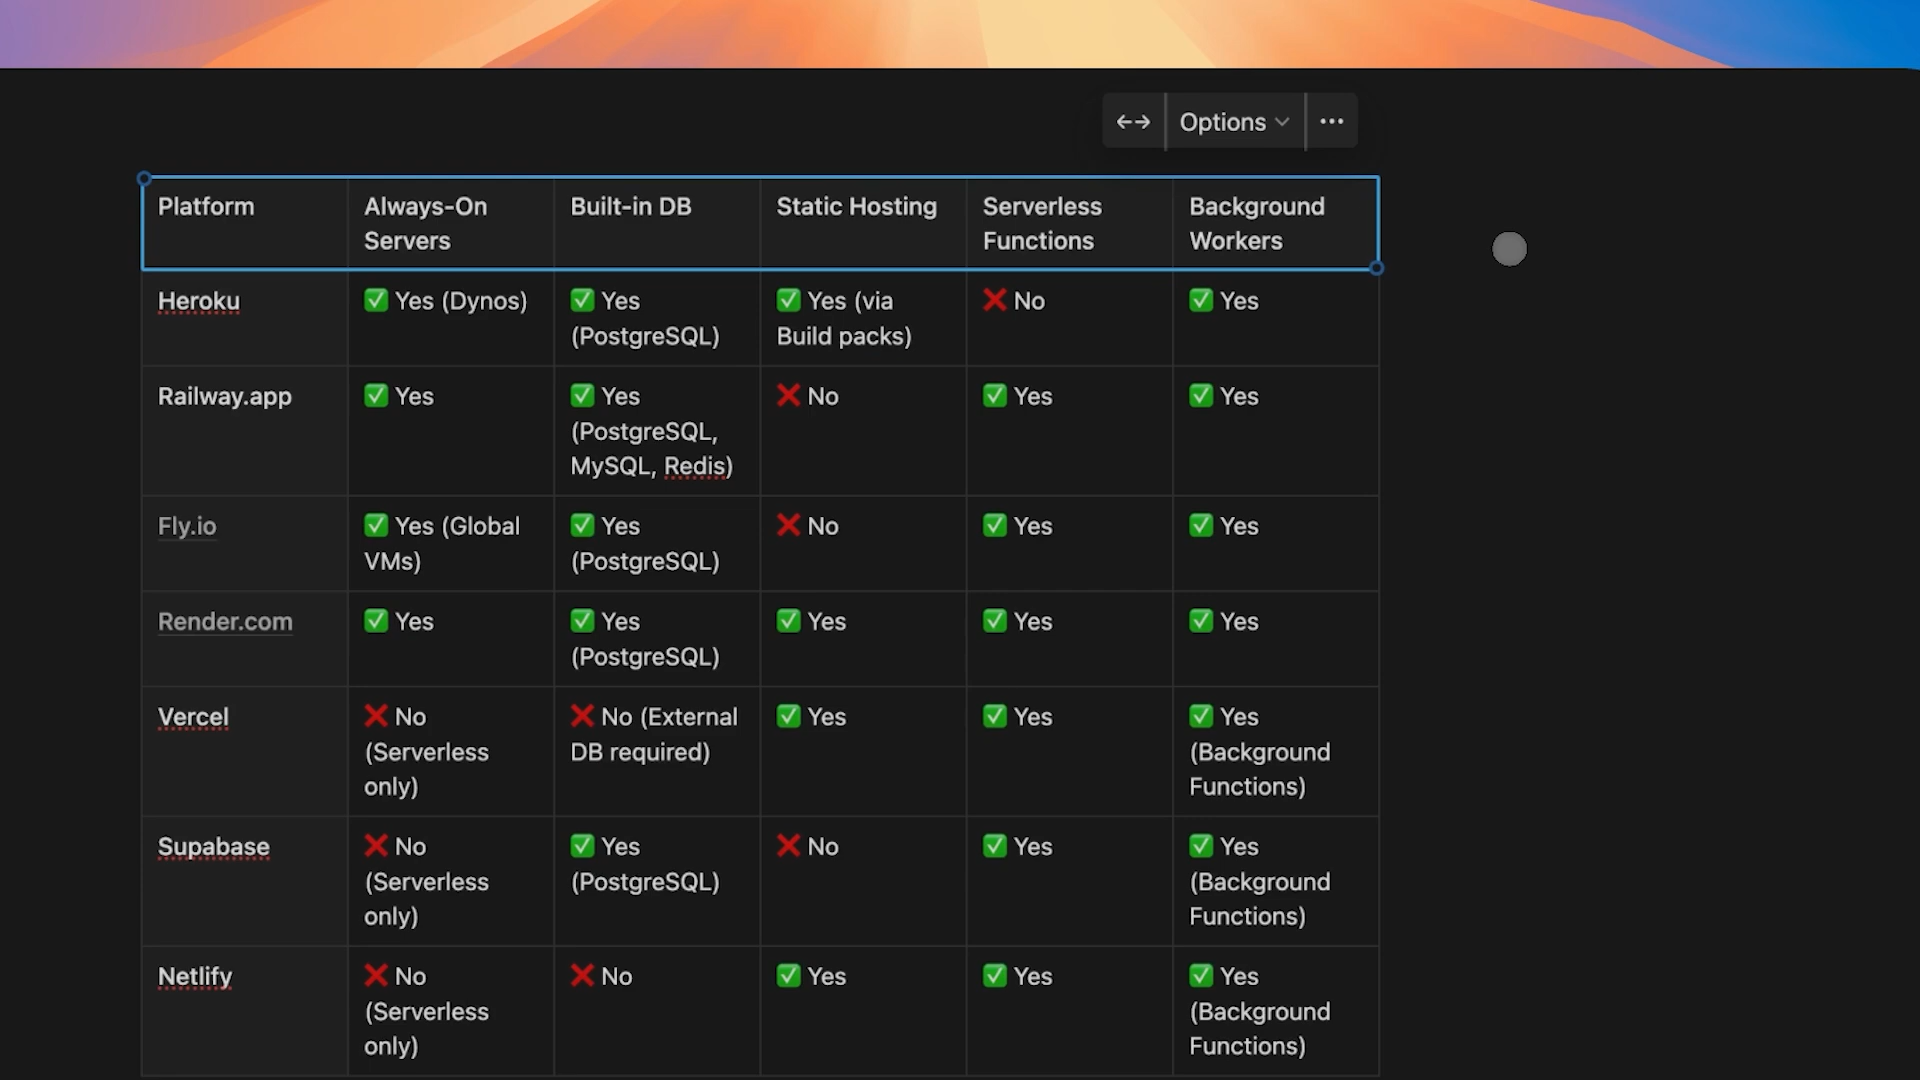 Options
Platform
Always-On
Servers
Built-in DB
Static Hosting
Serverless
Functions
Background
Workers
Heroku
✅ Yes (Dynos)
✅ Yes
(PostgreSQL)
✅ Yes (via
Build packs)
❌ No
✅ Yes
Railway.app
✅ Yes
✅ Yes
(PostgreSQL,
MySQL, Redis)
❌ No
✅ Yes
✅ Yes
Fly.io
✅ Yes (Global
VMs)
✅ Yes
(PostgreSQL)
❌ No
✅ Yes
✅ Yes
Render.com
✅ Yes
✅ Yes
(PostgreSQL)
✅ Yes
✅ Yes
✅ Yes
Vercel
❌ No
(Serverless
only)
❌ No (External
DB required)
✅ Yes
✅ Yes
✅ Yes
(Background
Functions)
Supabase
❌ No
(Serverless
only)
✅ Yes
(PostgreSQL)
❌ No
✅ Yes
✅ Yes
(Background
Functions)
Netlify
❌ No
(Serverless
only)
❌ No
✅ Yes
✅ Yes
✅ Yes
(Background
Functions)